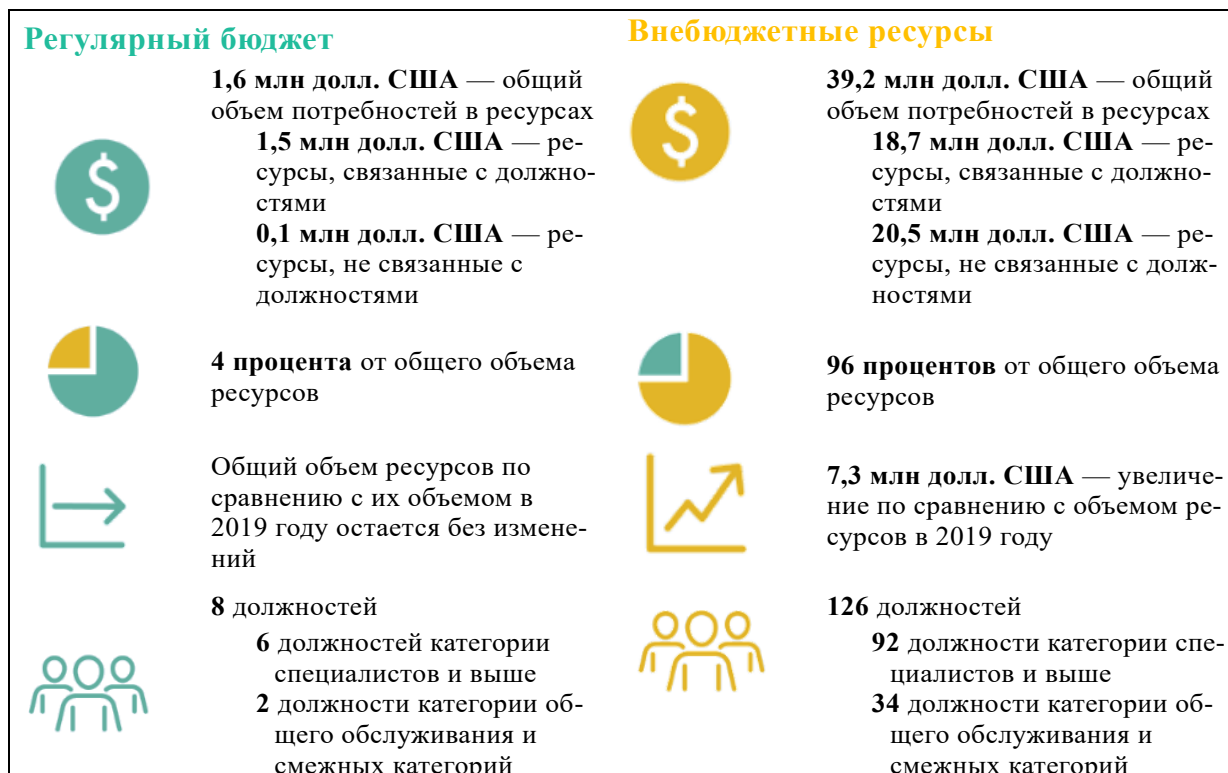 Регулярный бюджет
1,6 млн долл. США — общий
объем потребностей в ресурсах
1,5 млн долл. США — ре-
сурсы, связанные с должно-
стями
0,1 млн долл. США — ре-
сурсы, не связанные с
должностями
4 процента от общего объема
ресурсов
Общий объем ресурсов по
сравнению с их объемом в
2019 году остается без измене-
ний
8 должностей
6 должностей категории
специалистов и выше
2 должности категории об-
щего обслуживания и
смежных категорий
Внебюджетные ресурсы
39,2 млн долл. США — общий
объем потребностей в ресурсах
18,7 млн долл. США — ре-
сурсы, связанные с должно-
стями
20,5 млн долл. США — ре-
сурсы, не связанные с долж-
ностями
96 процентов от общего объема
ресурсов
7,3 млн долл. США — увеличе-
ние по сравнению с объемом ре-
сурсов в 2019 году
126 должностей
92 должности категории спе-
циалистов и выше
34 должности категории об-
щего обслуживания и
смежных категорий